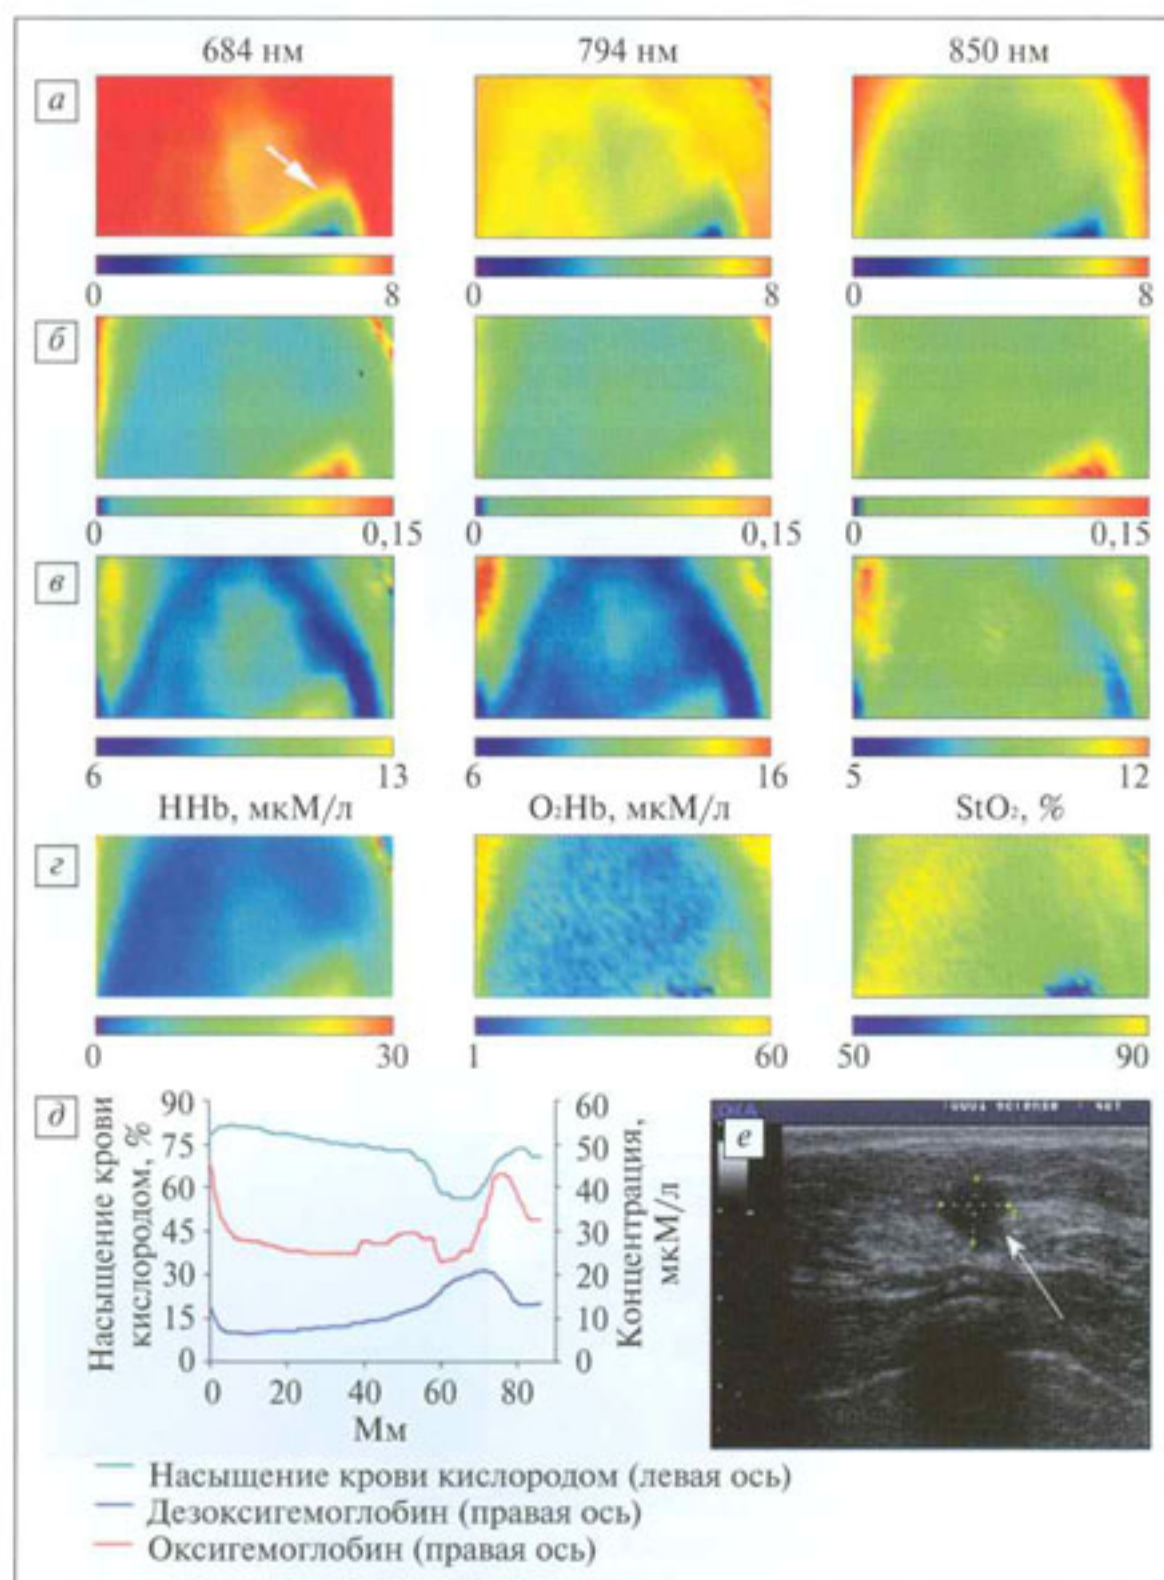 684 нм 794 нм 850 нм
а
0 8 0 8 0 8
б
0 0,15 0 0,15 0 0,15
в
6 13 6 16 5 12
HHb, мкМ/л O₂Hb, мкМ/л StO₂, %
г
0 30 1 60 50 90
д
Насыщение крови
кислородом, %
90
75
60
45
30
15
0
0 20 40 60 80
Мм
60
50
40
30
20
10
0
Концентрация,
мкМ/л
е
Насыщение крови кислородом (левая ось)
Дезоксигемоглобин (правая ось)
Оксигемоглобин (правая ось)